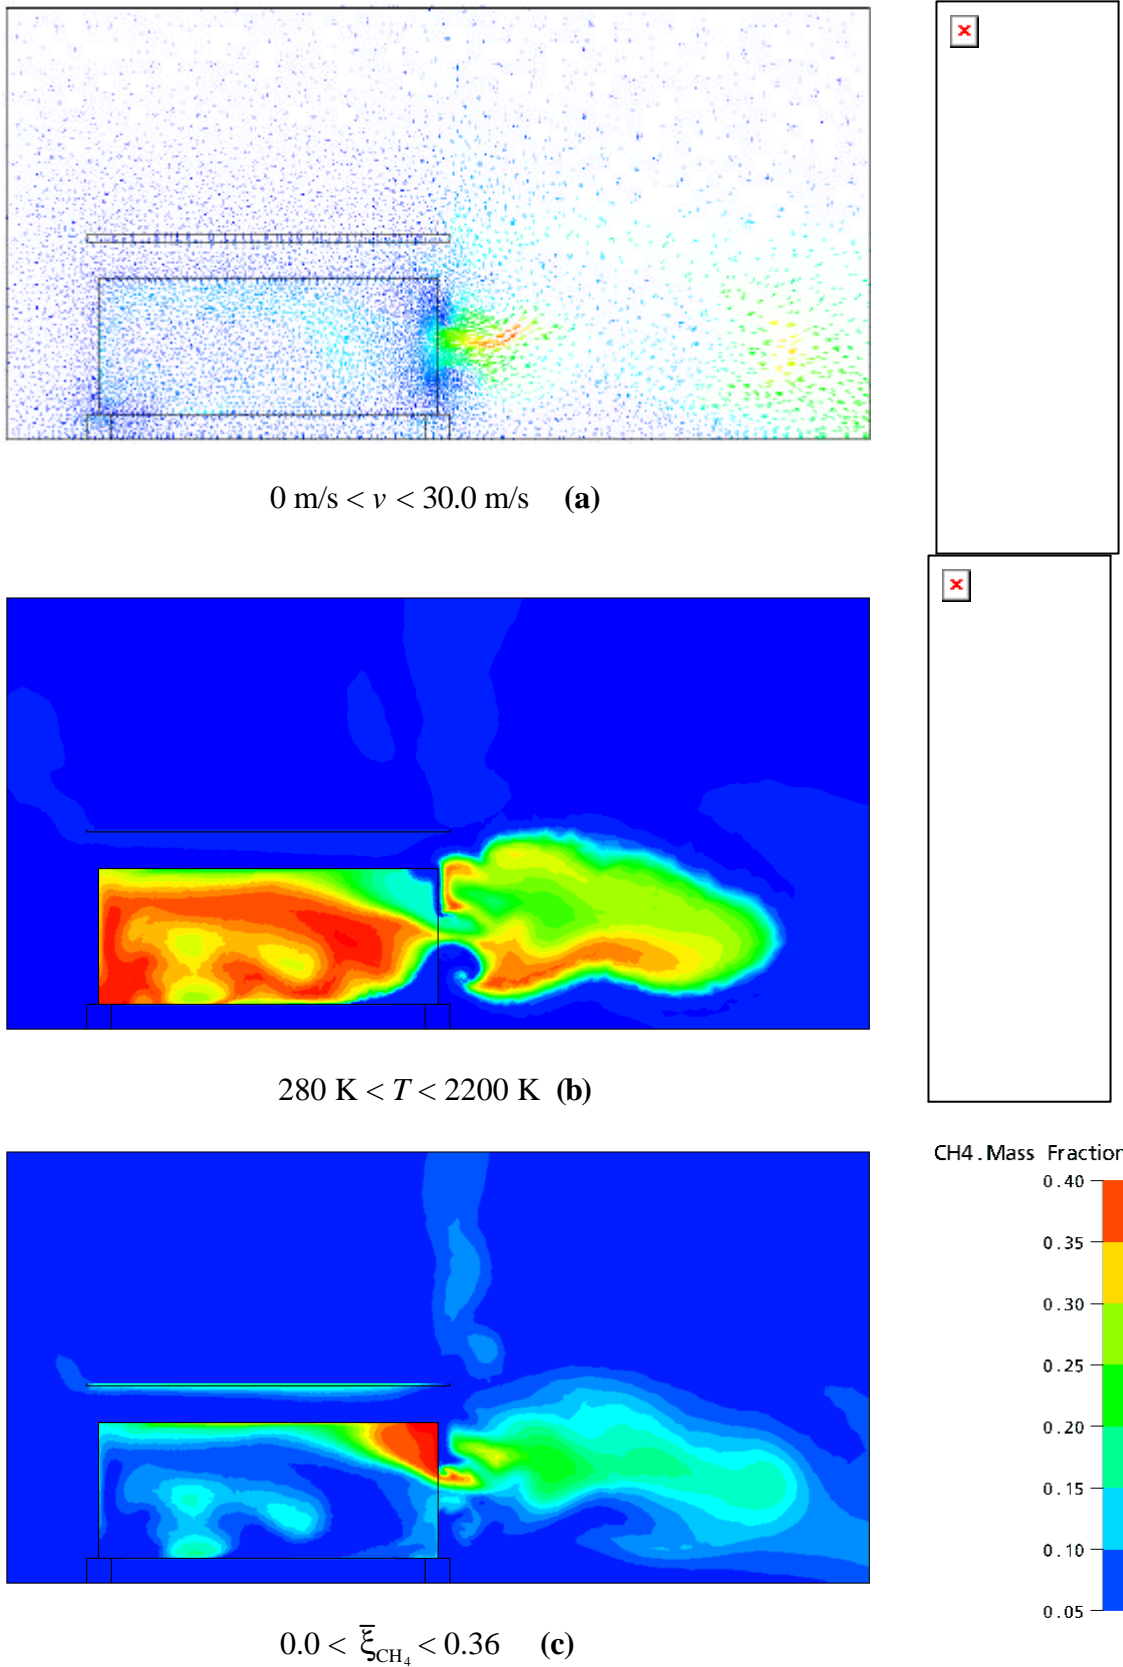 0 m/s < v < 30.0 m/s (a)
280 K < T < 2200 K (b)
CH4.Mass Fraction
0.40
0.35
0.30
0.25
0.20
0.15
0.10
0.05
0.0 < ξ̅CH₄ < 0.36 (c)